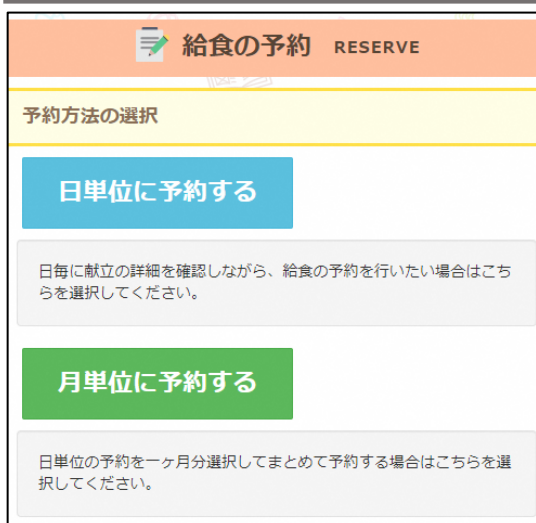 給食の予約 RESERVE
予約方法の選択
日単位に予約する
日毎に献立の詳細を確認しながら、給食の予約を行いたい場合はこち
らを選択してください。
月単位に予約する
日単位の予約を一ヶ月分選択してまとめて予約する場合はこちらを選
択してください。